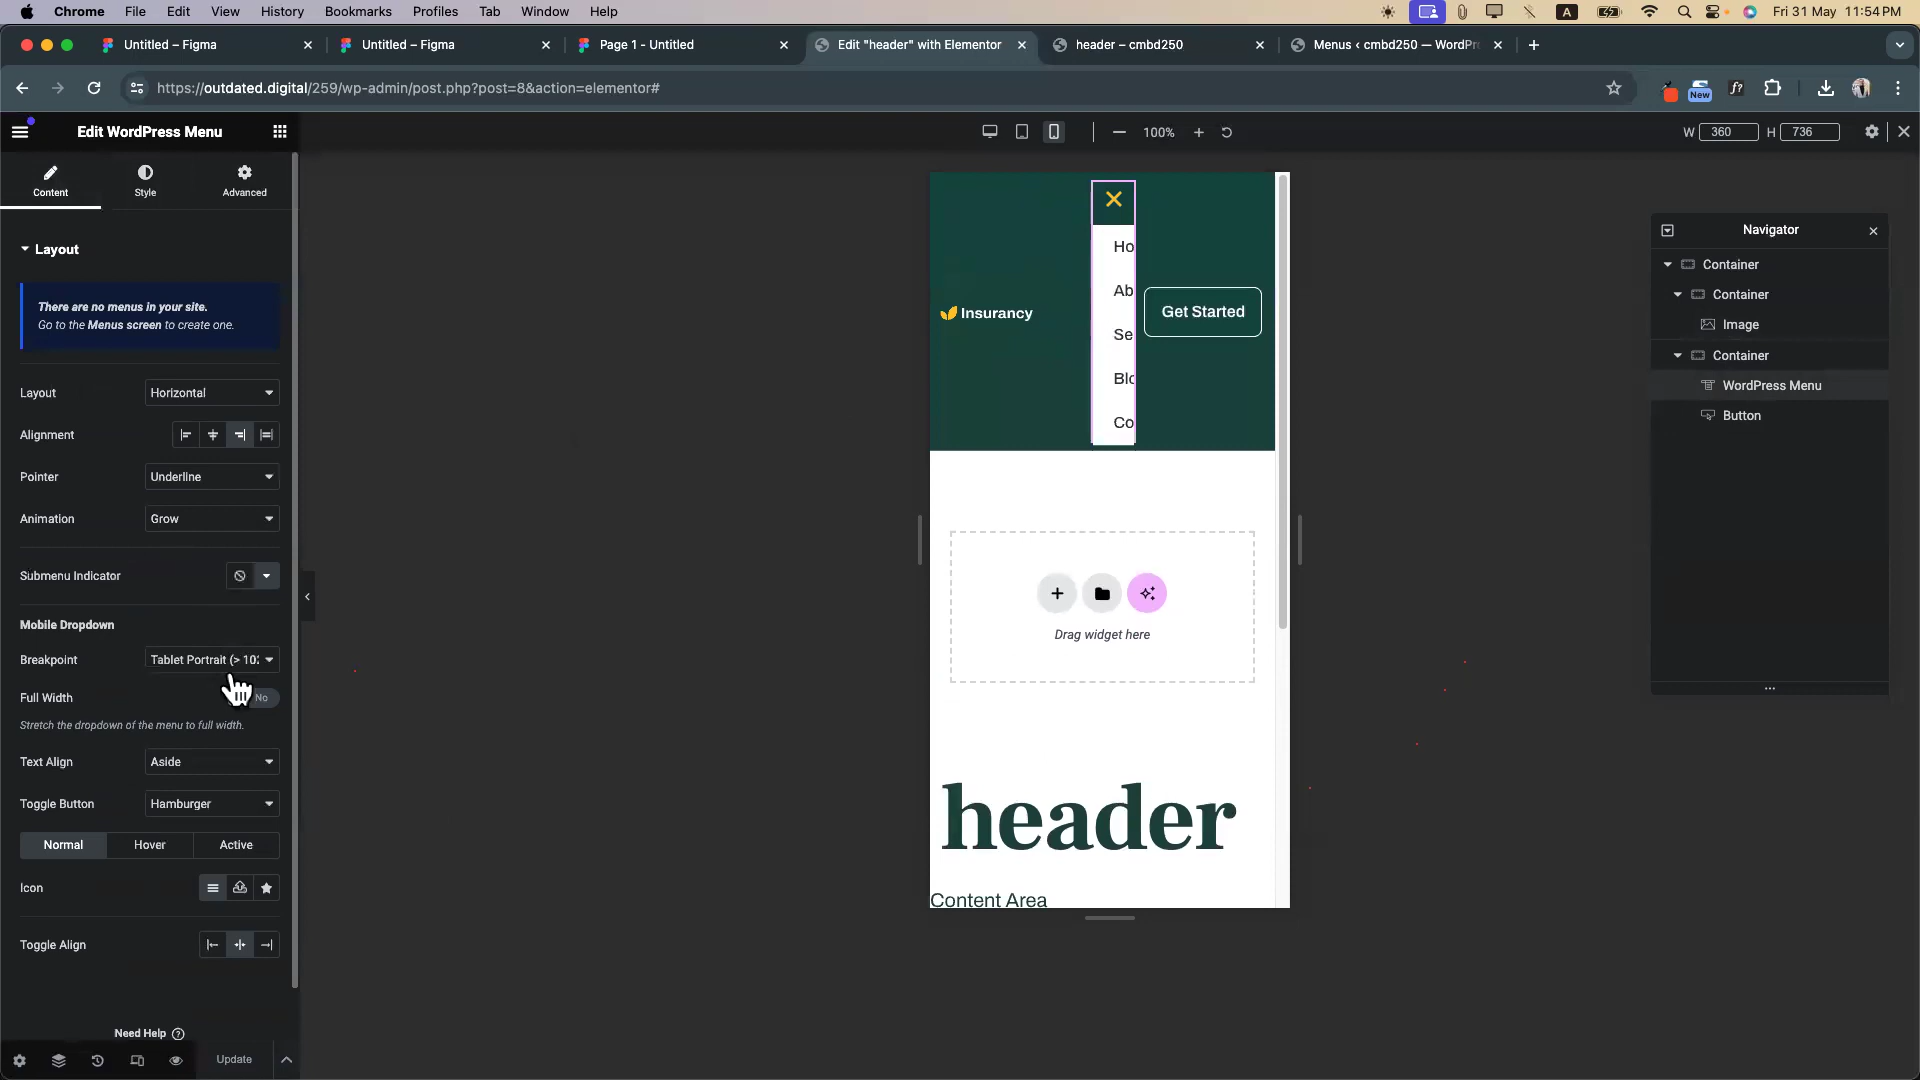 Chrome File Edit View History Bookmarks Profiles Tab Window Help A Fri 31 May 11:54 PM
Untitled – Figma Untitled – Figma Page 1 - Untitled Edit "header" with Elementor header – cmbd250 Menus ‹ cmbd250 — WordPr
https://outdated.digital/259/wp-admin/post.php?post=8&action=elementor# New f?
Edit WordPress Menu 100% W 360 H 736
Content Style Advanced
Layout
There are no menus in your site.
Go to the Menus screen to create one.
Layout Horizontal
Alignment
Pointer Underline
Animation Grow
Submenu Indicator
Mobile Dropdown
Breakpoint Tablet Portrait (> 102
Full Width No
Stretch the dropdown of the menu to full width.
Text Align Aside
Toggle Button Hamburger
Normal Hover Active
Icon
Toggle Align
Need Help
Update
Ho
Ab
Insurancy Get Started
Se
Blo
Co
Drag widget here
header
Content Area
Navigator
Container
Container
Image
Container
WordPress Menu
Button